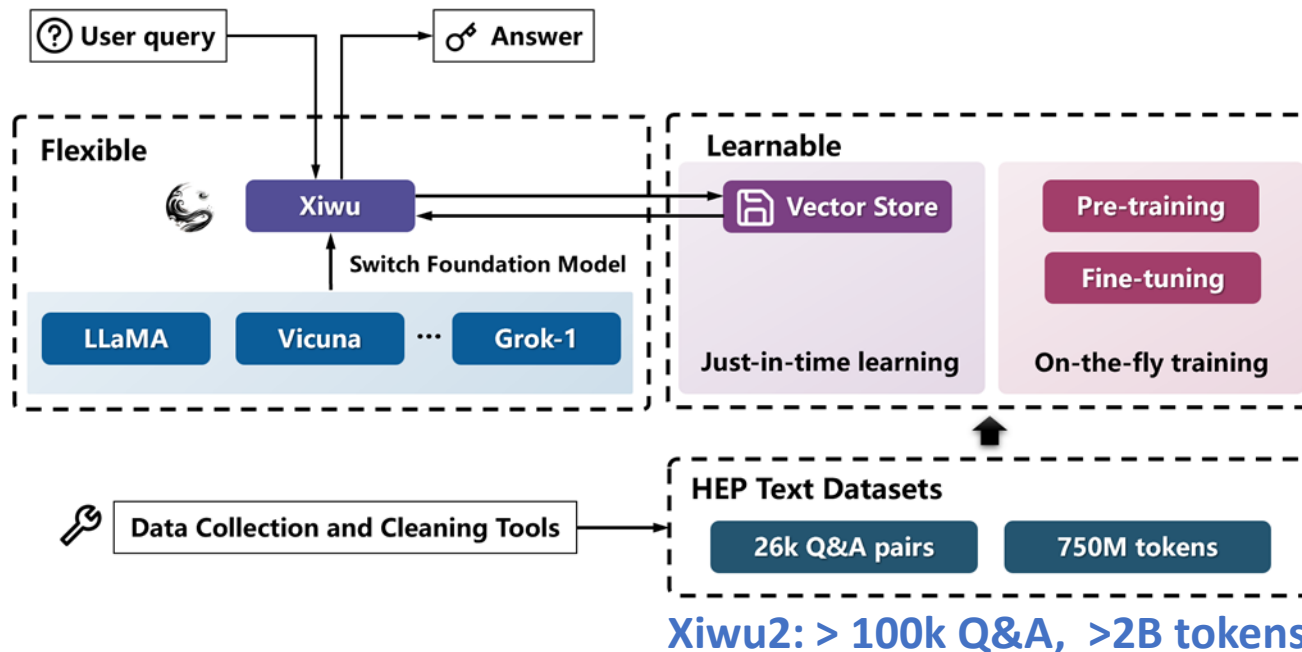 User query
Answer
Flexible
Xiwu
Switch Foundation Model
LLaMA
Vicuna
...
Grok-1
Learnable
Vector Store
Just-in-time learning
Pre-training
Fine-tuning
On-the-fly training
Data Collection and Cleaning Tools
HEP Text Datasets
26k Q&A pairs
750M tokens
Xiwu2: > 100k Q&A, >2B tokens